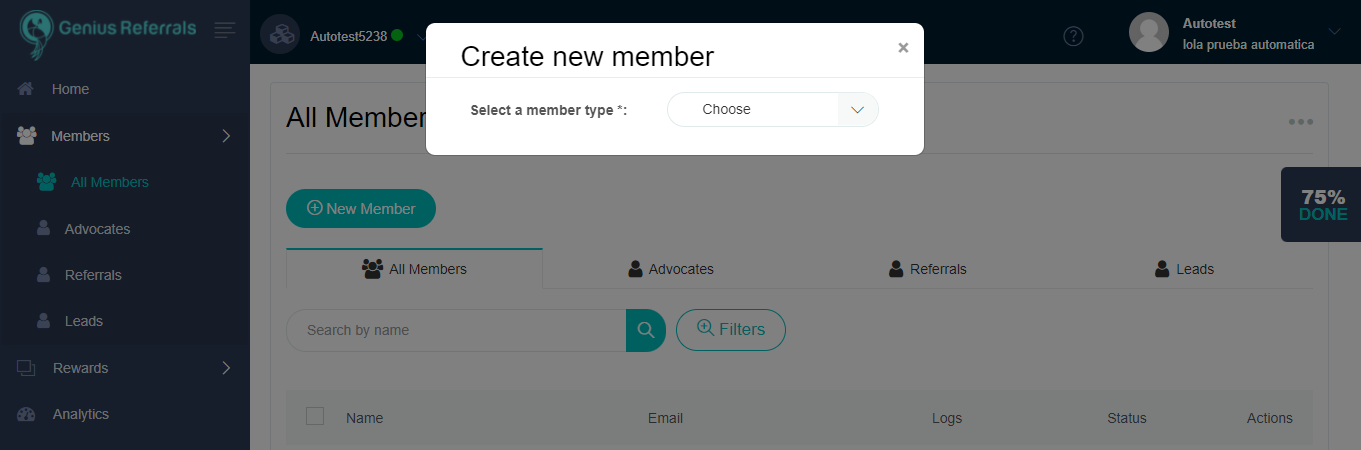 Genius Referrals
Autotest5238
Autotest
lola prueba automatica
Create new member
×
Select a member type *:
Choose
Home
Members
All Members
Advocates
Referrals
Leads
Rewards
Analytics
All Member
New Member
75%
DONE
All Members
Advocates
Referrals
Leads
Search by name
Filters
Name
Email
Logs
Status
Actions